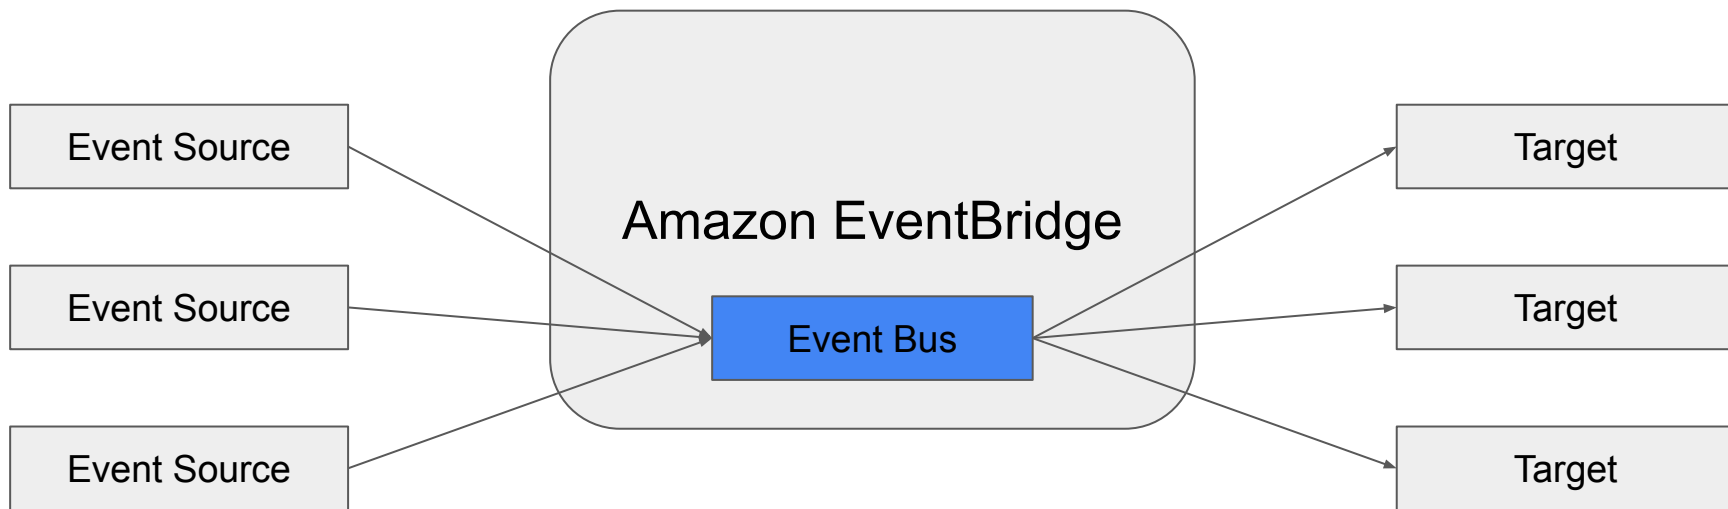 Event Source
Event Source
Event Source
Amazon EventBridge
Event Bus
Target
Target
Target